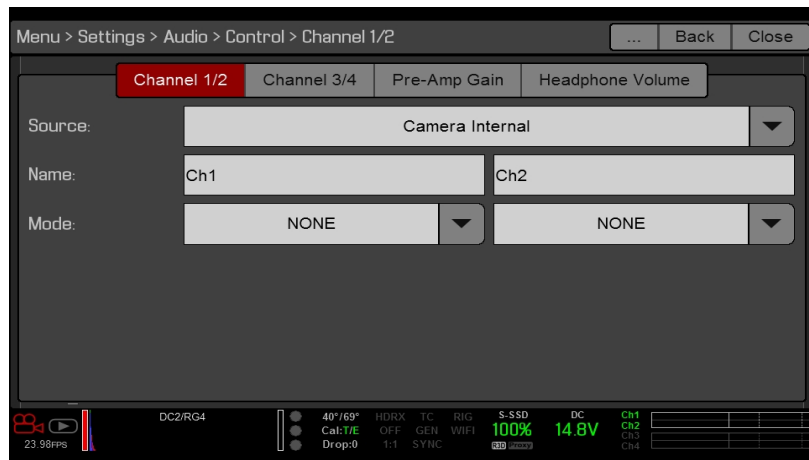 Menu > Settings > Audio > Control > Channel 1/2 ... Back Close
Channel 1/2 Channel 3/4 Pre-Amp Gain Headphone Volume
Source: Camera Internal
Name: Ch1 Ch2
Mode: NONE NONE
DC2/RG4 40°/69° HDRX TC RIG S-SSD DC Ch1
Cal:T/E OFF GEN WIFI 100% 14.8V Ch2
23.98FPS Drop:0 1:1 SYNC R3D Proxy Ch3
Ch4